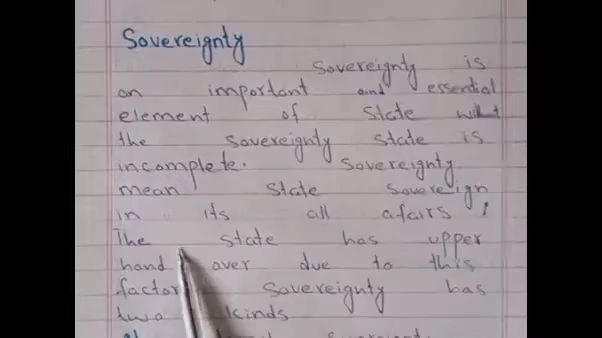 Sovereignty
Sovereignty is
an important and essential
element of State
the sovereignty state is
incomplete. Sovereignty
mean state sovereign
in its all afairs !
The state has upper
hand over due to this
factor Sovereignty has
two kinds